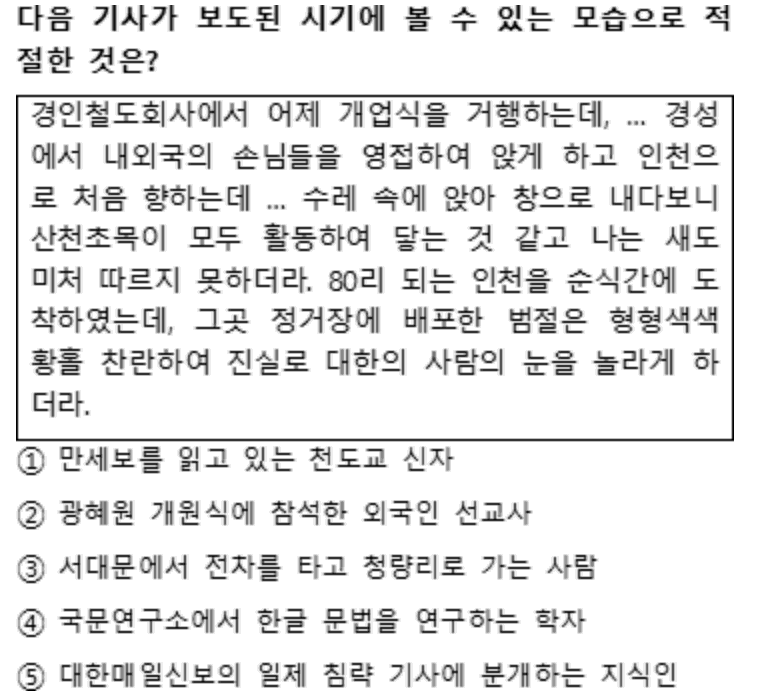 다음 기사가 보도된 시기에 볼 수 있는 모습으로 적
절한 것은?
경인철도회사에서 어제 개업식을 거행하는데, ... 경성
에서 내외국의 손님들을 영접하여 앉게 하고 인천으
로 처음 향하는데 ... 수레 속에 앉아 창으로 내다보니
산천초목이 모두 활동하여 닿는 것 같고 나는 새도
미처 따르지 못하더라. 80리 되는 인천을 순식간에 도
착하였는데, 그곳 정거장에 배포한 범절은 형형색색
황홀 찬란하여 진실로 대한의 사람의 눈을 놀라게 하
더라.
① 만세보를 읽고 있는 천도교 신자
② 광혜원 개원식에 참석한 외국인 선교사
③ 서대문에서 전차를 타고 청량리로 가는 사람
④ 국문연구소에서 한글 문법을 연구하는 학자
⑤ 대한매일신보의 일제 침략 기사에 분개하는 지식인